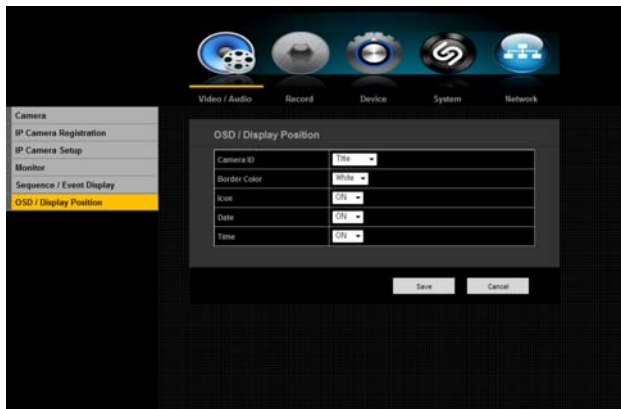 Video / Audio Record Device System Network
Camera
IP Camera Registration
IP Camera Setup
Monitor
Sequence / Event Display
OSD / Display Position
OSD / Display Position
Camera ID Title
Border Color White
Icon ON
Date ON
Time ON
Save Cancel